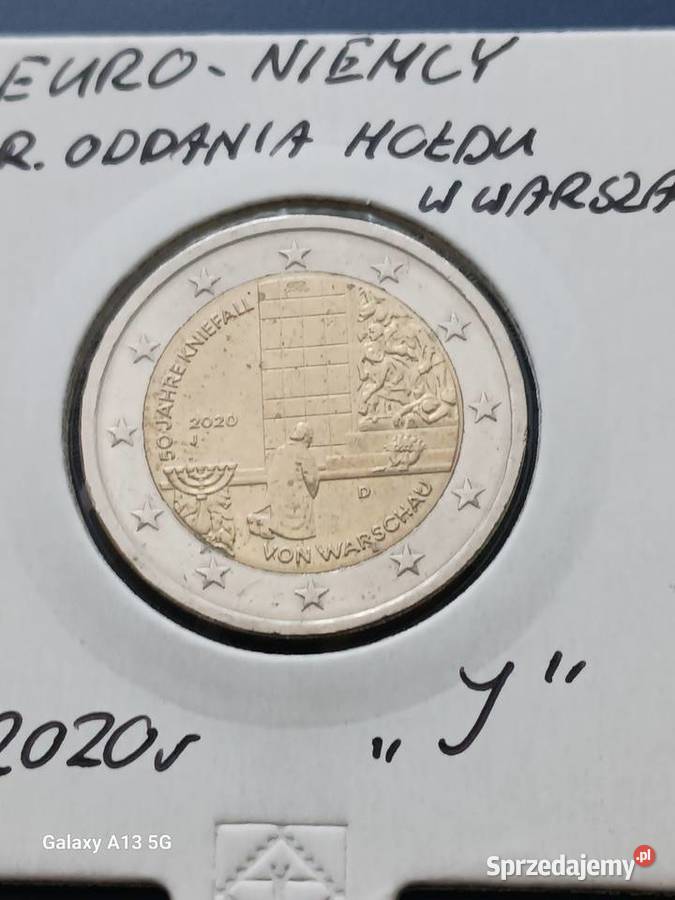 EURO - NIEMCY
R. ODDANIA HOŁDU
W WARSZA
50 JAHRE KNIEFALL
2020
D
VON WARSCHAU
2020r
„J”
Galaxy A13 5G
Sprzedajemy.pl